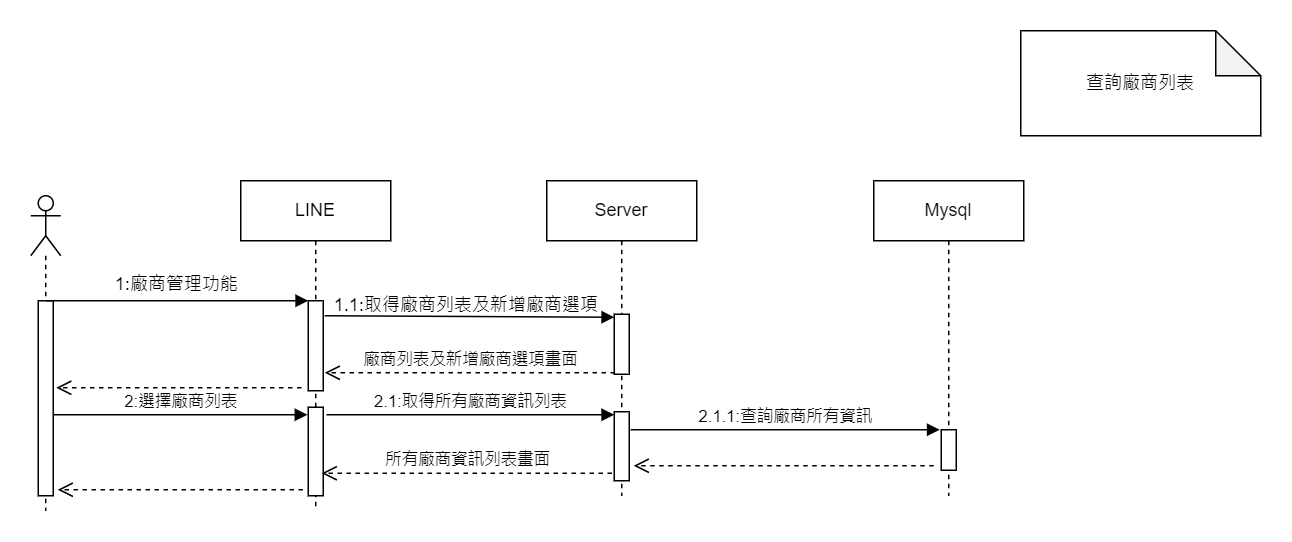 查詢廠商列表
LINE
Server
Mysql
1:廠商管理功能
1.1:取得廠商列表及新增廠商選項
廠商列表及新增廠商選項畫面
2:選擇廠商列表
2.1:取得所有廠商資訊列表
2.1.1:查詢廠商所有資訊
所有廠商資訊列表畫面